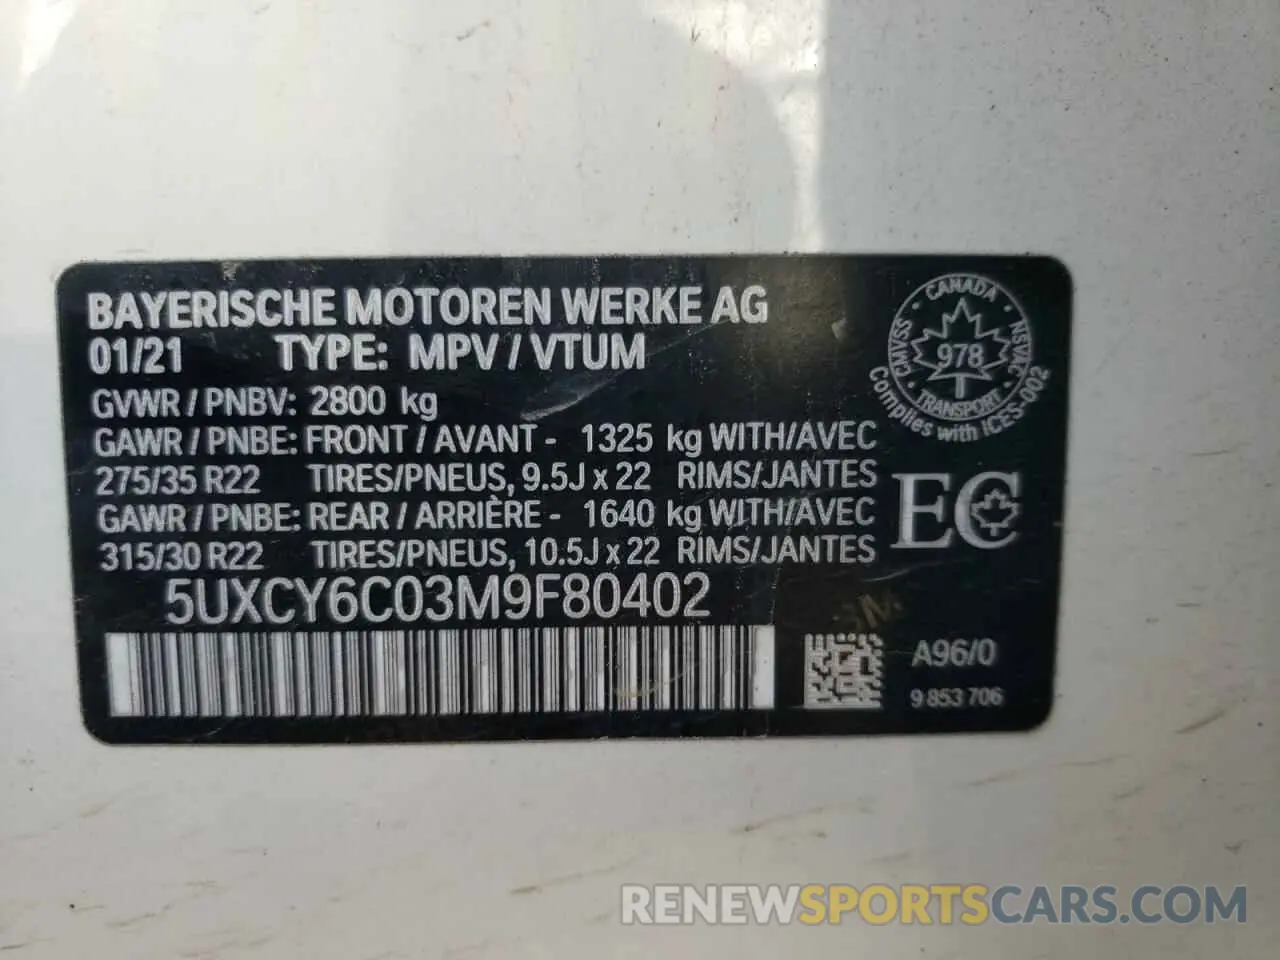 BAYERISCHE MOTOREN WERKE AG
01/21 TYPE: MPV / VTUM
GVWR / PNBV: 2800 kg
GAWR / PNBE: FRONT / AVANT - 1325 kg WITH/AVEC
275/35 R22 TIRES/PNEUS, 9.5J x 22 RIMS/JANTES
GAWR / PNBE: REAR / ARRIÈRE - 1640 kg WITH/AVEC
315/30 R22 TIRES/PNEUS, 10.5J x 22 RIMS/JANTES
5UXCY6C03M9F80402
CANADA
CMVSS
978
NSVAC
TRANSPORT
Complies with ICES-002
EC
A96/0
9 853 706
RENEWSPORTSCARS.COM